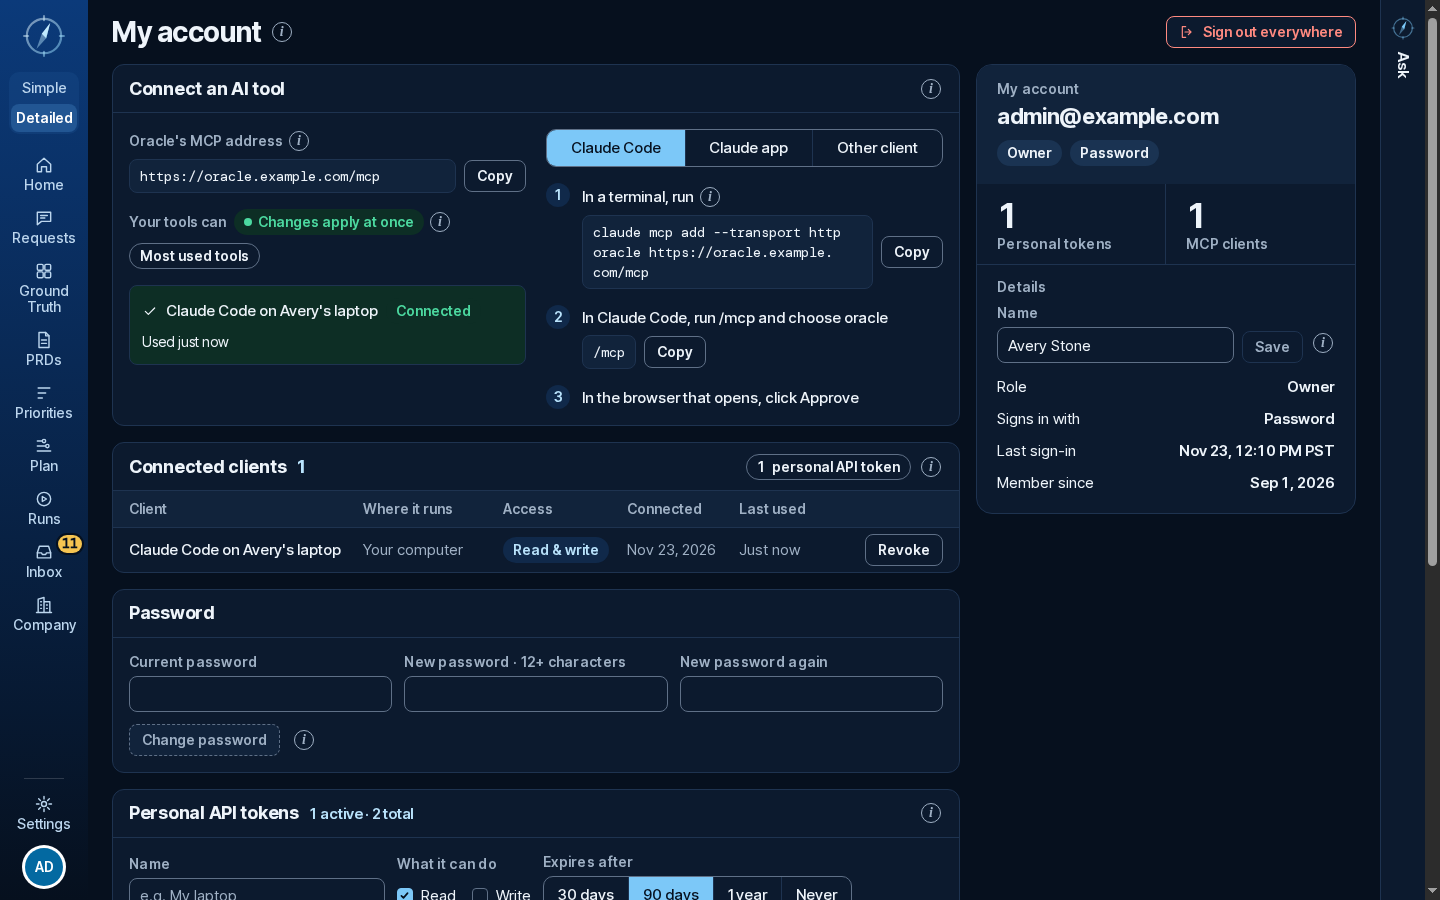 Simple
Detailed
Home
Requests
Ground
Truth
PRDs
Priorities
Plan
Runs
11
Inbox
Company
Settings
AD
My account
Sign out everywhere
Connect an AI tool
Oracle's MCP address
https://oracle.example.com/mcp
Copy
Your tools can
Changes apply at once
Most used tools
Claude Code on Avery's laptop
Connected
Used just now
Claude Code
Claude app
Other client
1
In a terminal, run
claude mcp add --transport http
oracle https://oracle.example.
com/mcp
Copy
2
In Claude Code, run /mcp and choose oracle
/mcp
Copy
3
In the browser that opens, click Approve
Connected clients 1
1 personal API token
Client
Where it runs
Access
Connected
Last used
Claude Code on Avery's laptop
Your computer
Read & write
Nov 23, 2026
Just now
Revoke
Password
Current password
New password · 12+ characters
New password again
Change password
Personal API tokens
1 active · 2 total
Name
What it can do
Expires after
e.g. My laptop
Read
Write
30 days
90 days
1 year
Never
My account
admin@example.com
Owner
Password
1
Personal tokens
1
MCP clients
Details
Name
Avery Stone
Save
Role
Owner
Signs in with
Password
Last sign-in
Nov 23, 12:10 PM PST
Member since
Sep 1, 2026
Ask